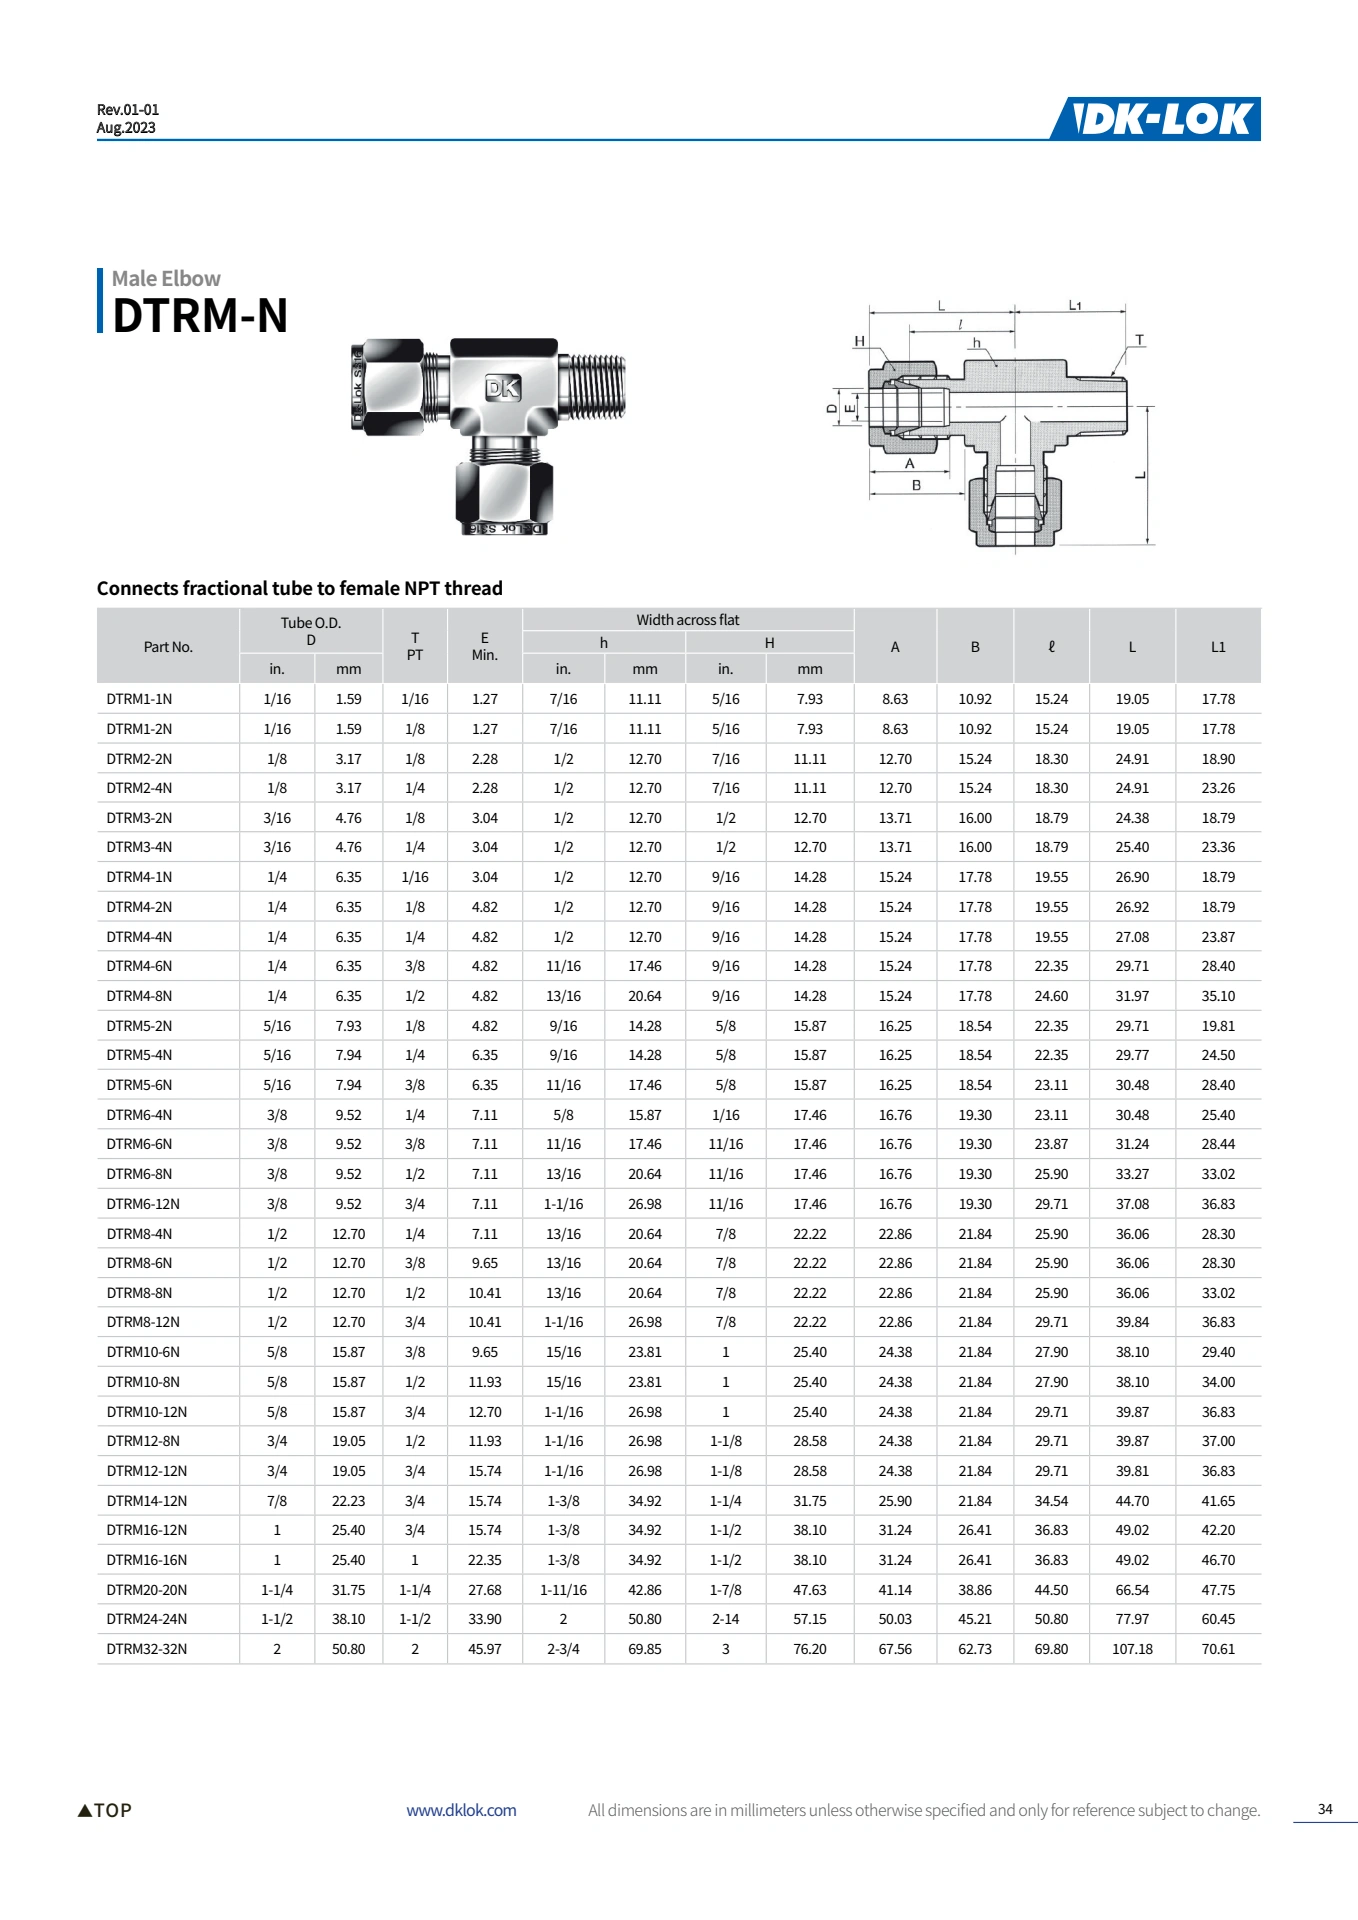 Rev.01-01
Aug.2023
DK-LOK
Male Elbow
DTRM-N
DK
L
L1
l
H
h
T
D
E
A
B
L
Connects fractional tube to female NPT thread
Part No. Tube O.D. D T PT E Min. Width across flat A B ℓ L L1
h H
in. mm in. mm in. mm
DTRM1-1N 1/16 1.59 1/16 1.27 7/16 11.11 5/16 7.93 8.63 10.92 15.24 19.05 17.78
DTRM1-2N 1/16 1.59 1/8 1.27 7/16 11.11 5/16 7.93 8.63 10.92 15.24 19.05 17.78
DTRM2-2N 1/8 3.17 1/8 2.28 1/2 12.70 7/16 11.11 12.70 15.24 18.30 24.91 18.90
DTRM2-4N 1/8 3.17 1/4 2.28 1/2 12.70 7/16 11.11 12.70 15.24 18.30 24.91 23.26
DTRM3-2N 3/16 4.76 1/8 3.04 1/2 12.70 1/2 12.70 13.71 16.00 18.79 24.38 18.79
DTRM3-4N 3/16 4.76 1/4 3.04 1/2 12.70 1/2 12.70 13.71 16.00 18.79 25.40 23.36
DTRM4-1N 1/4 6.35 1/16 3.04 1/2 12.70 9/16 14.28 15.24 17.78 19.55 26.90 18.79
DTRM4-2N 1/4 6.35 1/8 4.82 1/2 12.70 9/16 14.28 15.24 17.78 19.55 26.92 18.79
DTRM4-4N 1/4 6.35 1/4 4.82 1/2 12.70 9/16 14.28 15.24 17.78 19.55 27.08 23.87
DTRM4-6N 1/4 6.35 3/8 4.82 11/16 17.46 9/16 14.28 15.24 17.78 22.35 29.71 28.40
DTRM4-8N 1/4 6.35 1/2 4.82 13/16 20.64 9/16 14.28 15.24 17.78 24.60 31.97 35.10
DTRM5-2N 5/16 7.93 1/8 4.82 9/16 14.28 5/8 15.87 16.25 18.54 22.35 29.71 19.81
DTRM5-4N 5/16 7.94 1/4 6.35 9/16 14.28 5/8 15.87 16.25 18.54 22.35 29.77 24.50
DTRM5-6N 5/16 7.94 3/8 6.35 11/16 17.46 5/8 15.87 16.25 18.54 23.11 30.48 28.40
DTRM6-4N 3/8 9.52 1/4 7.11 5/8 15.87 1/16 17.46 16.76 19.30 23.11 30.48 25.40
DTRM6-6N 3/8 9.52 3/8 7.11 11/16 17.46 11/16 17.46 16.76 19.30 23.87 31.24 28.44
DTRM6-8N 3/8 9.52 1/2 7.11 13/16 20.64 11/16 17.46 16.76 19.30 25.90 33.27 33.02
DTRM6-12N 3/8 9.52 3/4 7.11 1-1/16 26.98 11/16 17.46 16.76 19.30 29.71 37.08 36.83
DTRM8-4N 1/2 12.70 1/4 7.11 13/16 20.64 7/8 22.22 22.86 21.84 25.90 36.06 28.30
DTRM8-6N 1/2 12.70 3/8 9.65 13/16 20.64 7/8 22.22 22.86 21.84 25.90 36.06 28.30
DTRM8-8N 1/2 12.70 1/2 10.41 13/16 20.64 7/8 22.22 22.86 21.84 25.90 36.06 33.02
DTRM8-12N 1/2 12.70 3/4 10.41 1-1/16 26.98 7/8 22.22 22.86 21.84 29.71 39.84 36.83
DTRM10-6N 5/8 15.87 3/8 9.65 15/16 23.81 1 25.40 24.38 21.84 27.90 38.10 29.40
DTRM10-8N 5/8 15.87 1/2 11.93 15/16 23.81 1 25.40 24.38 21.84 27.90 38.10 34.00
DTRM10-12N 5/8 15.87 3/4 12.70 1-1/16 26.98 1 25.40 24.38 21.84 29.71 39.87 36.83
DTRM12-8N 3/4 19.05 1/2 11.93 1-1/16 26.98 1-1/8 28.58 24.38 21.84 29.71 39.87 37.00
DTRM12-12N 3/4 19.05 3/4 15.74 1-1/16 26.98 1-1/8 28.58 24.38 21.84 29.71 39.81 36.83
DTRM14-12N 7/8 22.23 3/4 15.74 1-3/8 34.92 1-1/4 31.75 25.90 21.84 34.54 44.70 41.65
DTRM16-12N 1 25.40 3/4 15.74 1-3/8 34.92 1-1/2 38.10 31.24 26.41 36.83 49.02 42.20
DTRM16-16N 1 25.40 1 22.35 1-3/8 34.92 1-1/2 38.10 31.24 26.41 36.83 49.02 46.70
DTRM20-20N 1-1/4 31.75 1-1/4 27.68 1-11/16 42.86 1-7/8 47.63 41.14 38.86 44.50 66.54 47.75
DTRM24-24N 1-1/2 38.10 1-1/2 33.90 2 50.80 2-14 57.15 50.03 45.21 50.80 77.97 60.45
DTRM32-32N 2 50.80 2 45.97 2-3/4 69.85 3 76.20 67.56 62.73 69.80 107.18 70.61
▲TOP www.dklok.com All dimensions are in millimeters unless otherwise specified and only for reference subject to change. 34